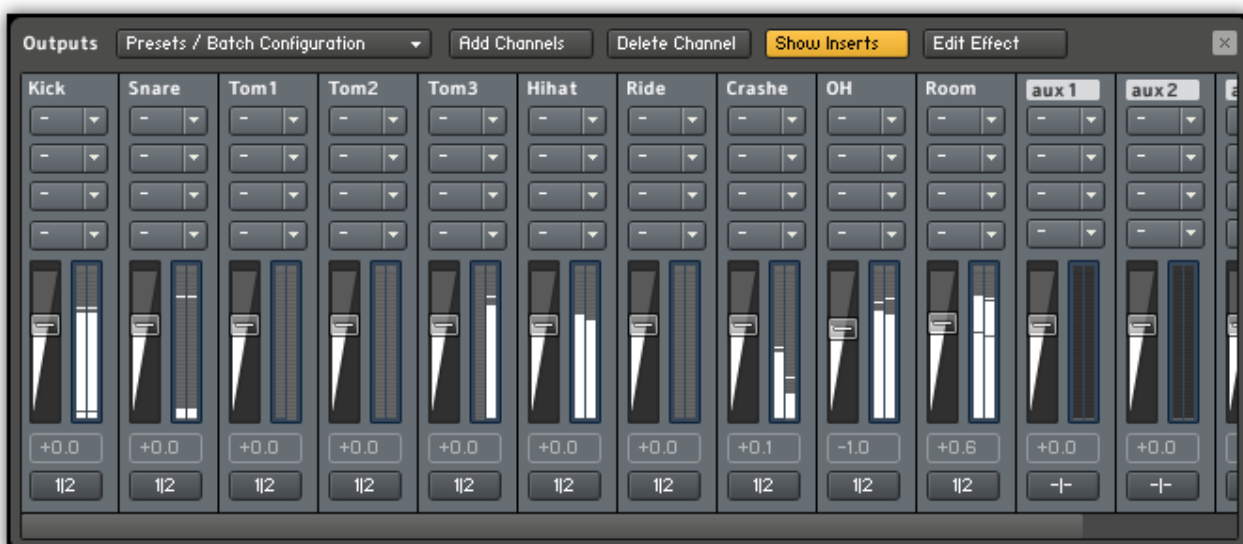 Outputs Presets / Batch Configuration Add Channels Delete Channel Show Inserts Edit Effect ×
Kick Snare Tom1 Tom2 Tom3 Hihat Ride Crashe OH Room aux1 aux2
- - - - - - - - - - - -
- - - - - - - - - - - -
- - - - - - - - - - - -
- - - - - - - - - - - -
+0.0 +0.0 +0.0 +0.0 +0.0 +0.0 +0.0 +0.1 -1.0 +0.6 +0.0 +0.0
1|2 1|2 1|2 1|2 1|2 1|2 1|2 1|2 1|2 1|2 -|- -|-